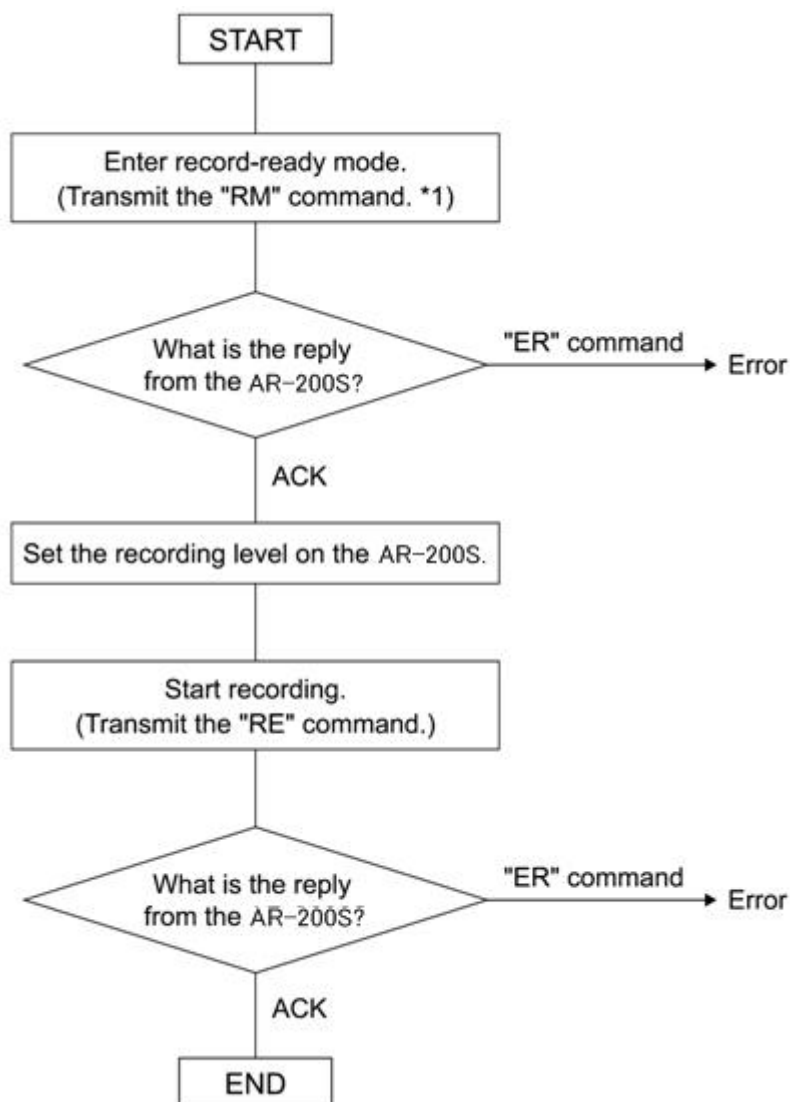 START
Enter record-ready mode.
(Transmit the "RM" command. *1)
What is the reply
from the AR-200S?
"ER" command
Error
ACK
Set the recording level on the AR-200S.
Start recording.
(Transmit the "RE" command.)
What is the reply
from the AR-200S?
"ER" command
Error
ACK
END